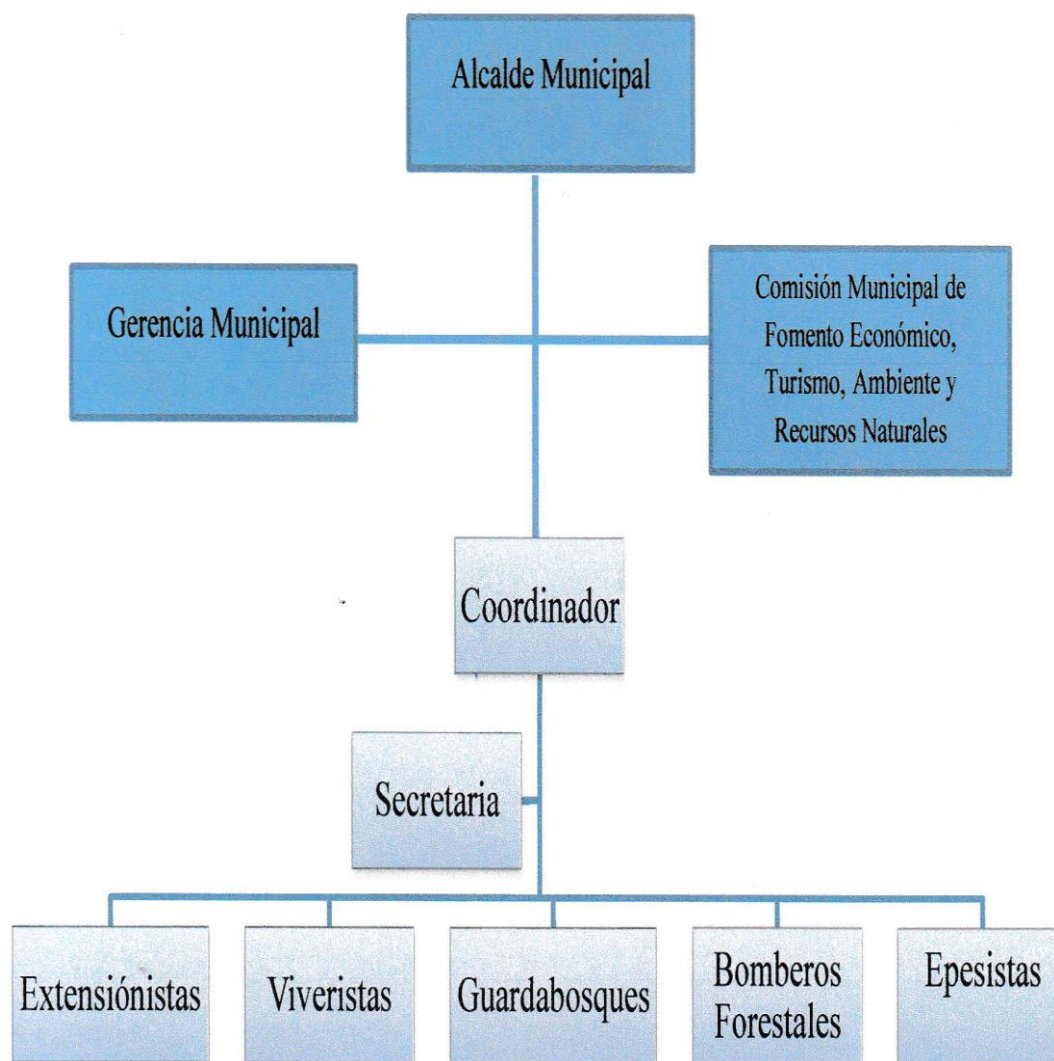 Alcalde Municipal
Gerencia Municipal
Comisión Municipal de
Fomento Económico,
Turismo, Ambiente y
Recursos Naturales
Coordinador
Secretaria
Extensiónistas
Viveristas
Guardabosques
Bomberos
Forestales
Epesistas